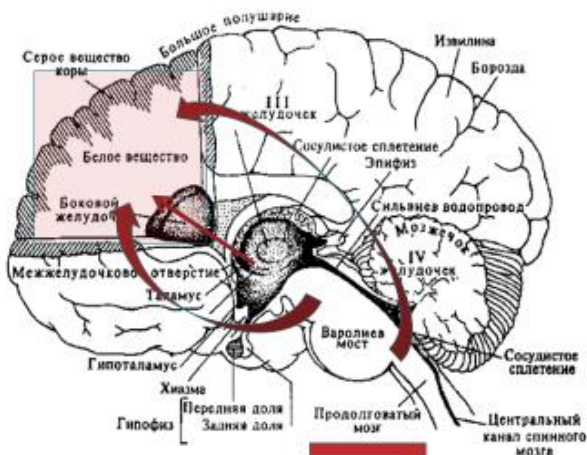 Большое полушарие
Серое вещество
коры
Извилина
Борозда
III
желудочек
Сосудистое сплетение
Эпифиз
Белое вещество
Сильвиев водопровод
Боковой
желудоч
Мозжечок
IV
желудочек
Межжелудочково отверстие
Таламус
Варолиев
мост
Гипоталамус
Сосудистое
сплетение
Хиазма
Гипофиз
Передняя доля
Задняя доля
Продолговатый
мозг
Центральный
канал спинного
мозга